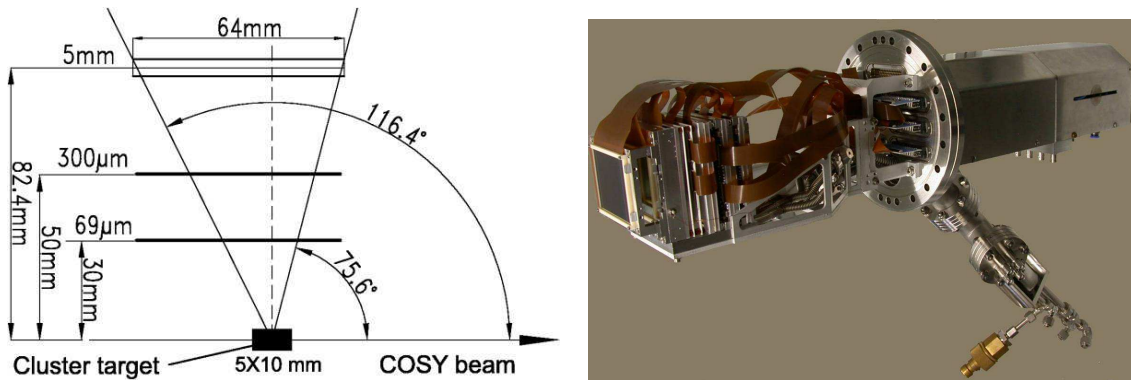 64mm
5mm
116.4°
300μm
82.4mm
50mm
69μm
30mm
75.6°
Cluster target
5X10 mm
COSY beam